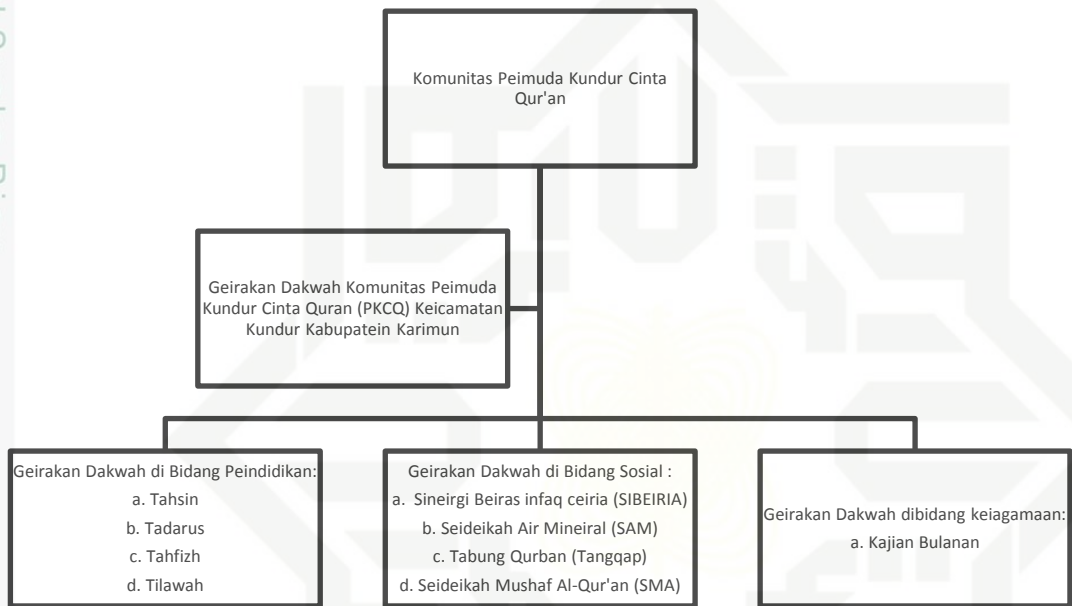 Komunitas Peimuda Kundur Cinta
Qur'an
Geirakan Dakwah Komunitas Peimuda
Kundur Cinta Quran (PKCQ) Keicamatan
Kundur Kabupatein Karimun
Geirakan Dakwah di Bidang Peindidikan:
a. Tahsin
b. Tadarus
c. Tahfizh
d. Tilawah
Geirakan Dakwah di Bidang Sosial :
a. Sineirgi Beiras infaq ceiria (SIBEIRIA)
b. Seideikah Air Mineiral (SAM)
c. Tabung Qurban (Tangqap)
d. Seideikah Mushaf Al-Qur'an (SMA)
Geirakan Dakwah dibidang keiagamaan:
a. Kajian Bulanan